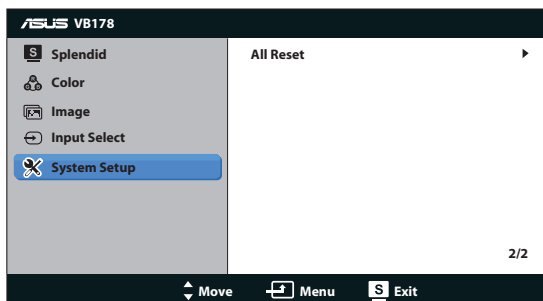 ASUS VB178
S Splendid
Color
Image
Input Select
System Setup
All Reset
2/2
Move Menu S Exit